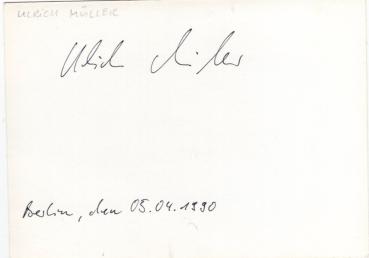 ULRICH MÜLLER
Ulrich Müller
Berlin, den 05.04.1990